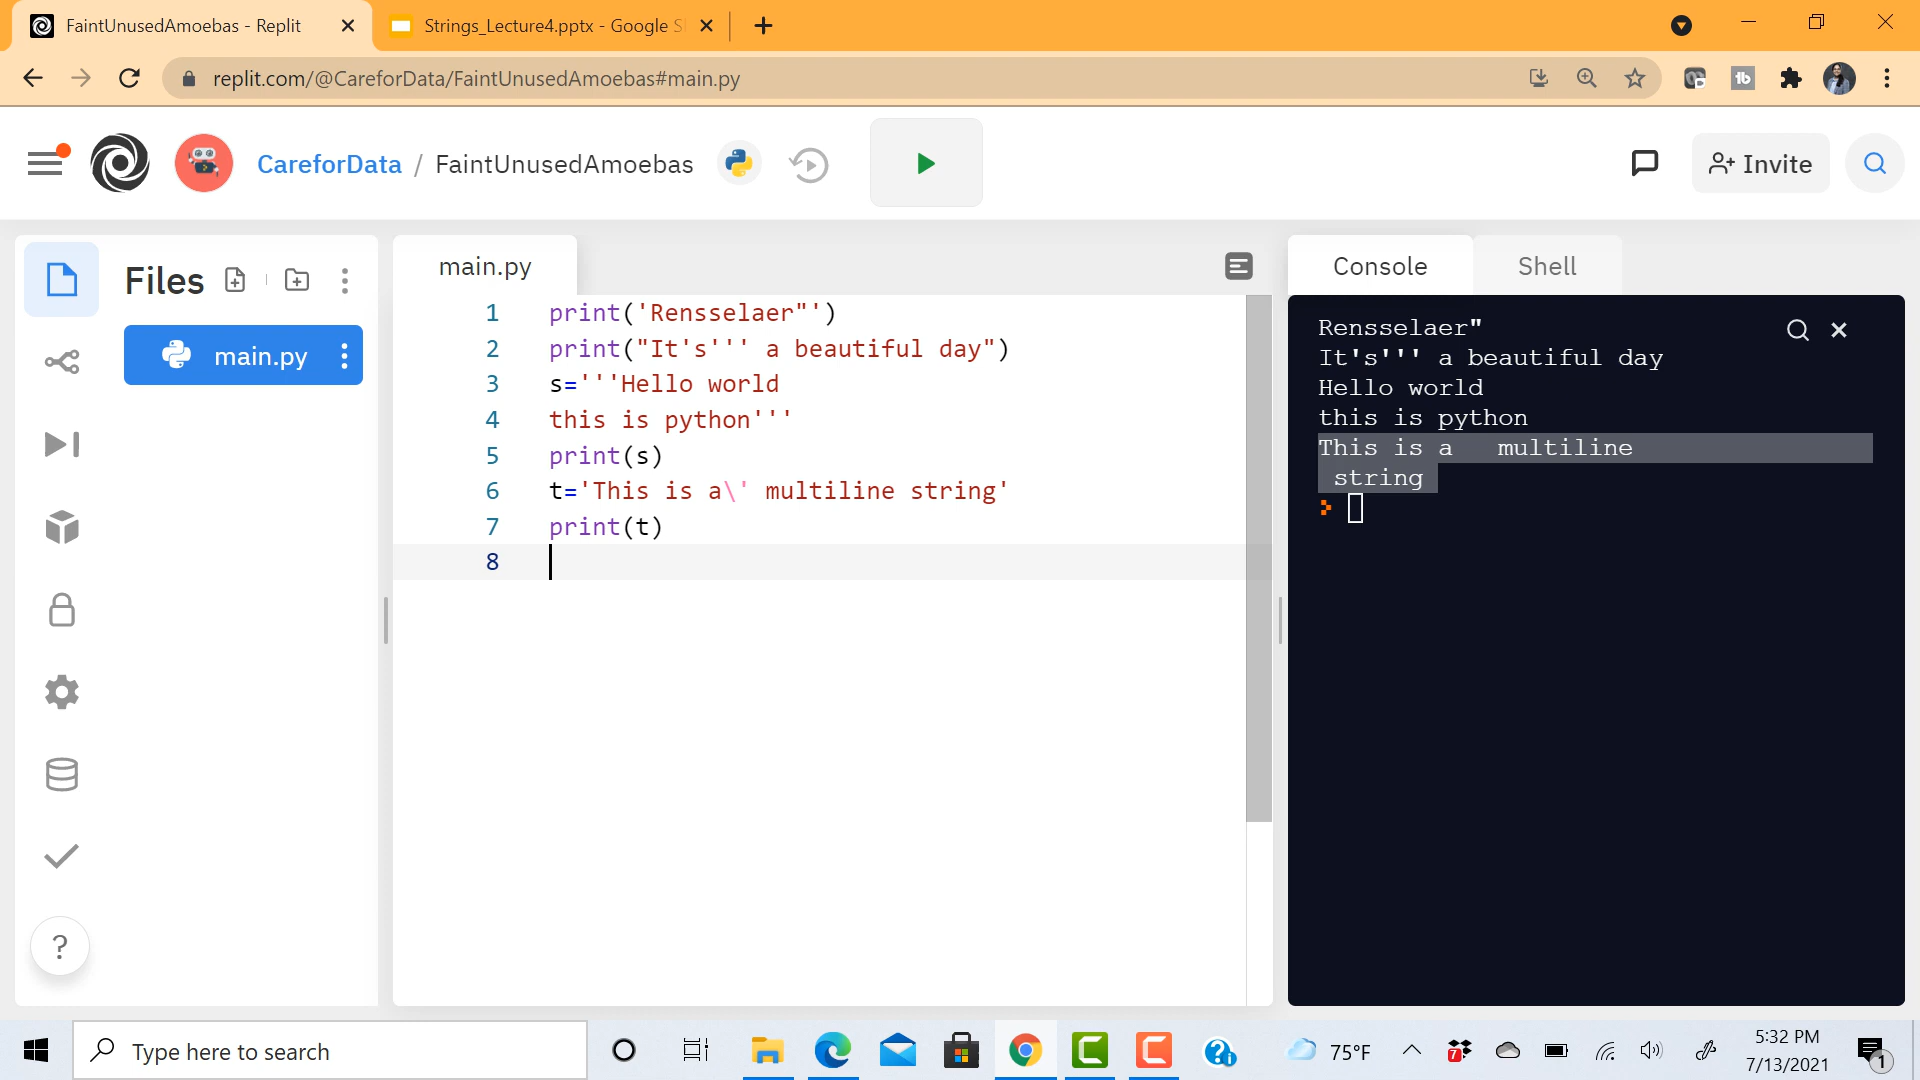 FaintUnusedAmoebas - Replit
Strings_Lecture4.pptx - Google S
replit.com/@CareforData/FaintUnusedAmoebas#main.py
CareforData / FaintUnusedAmoebas
Invite
Files
main.py
main.py
1 print('Rensselaer"')
2 print("It's''' a beautiful day")
3 s='''Hello world
4 this is python'''
5 print(s)
6 t='This is a\' multiline string'
7 print(t)
8
Console
Shell
Rensselaer"
It's''' a beautiful day
Hello world
this is python
This is a   multiline
 string
?
Type here to search
75°F
7
5:32 PM
7/13/2021
1